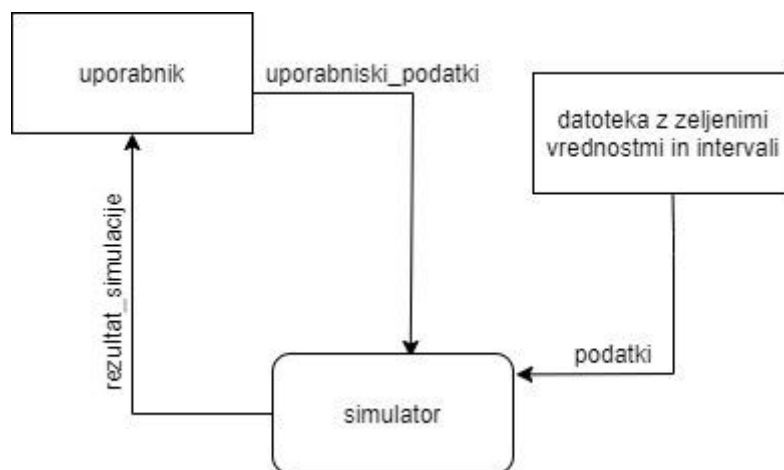 uporabnik
uporabniski_podatki
datoteka z zeljenimi
vrednostmi in intervali
rezultat_simulacije
podatki
simulator